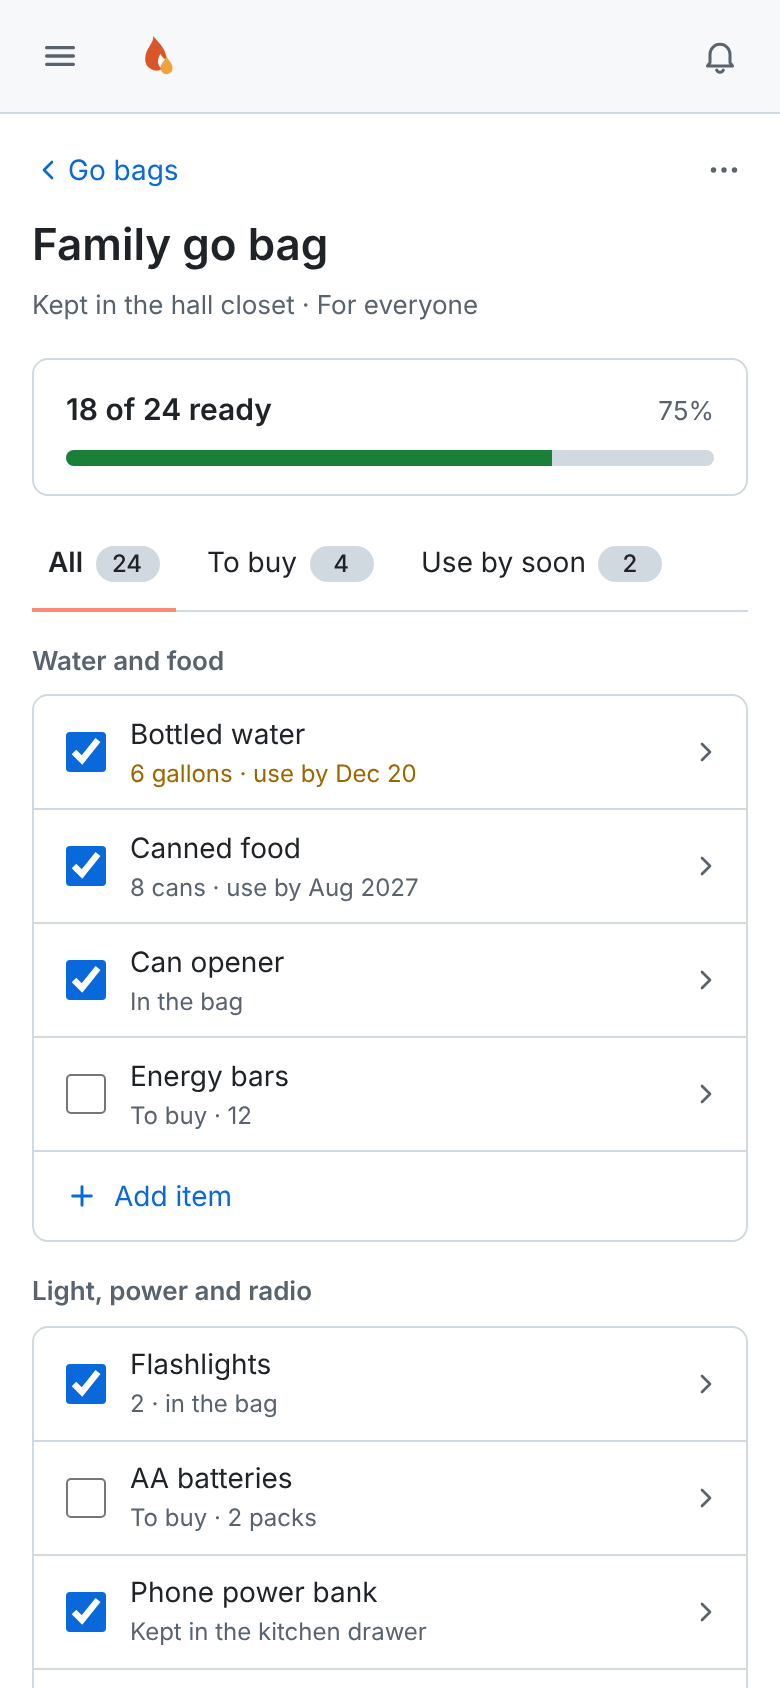 Go bags
Family go bag
Kept in the hall closet · For everyone
18 of 24 ready 75%
All 24 To buy 4 Use by soon 2
Water and food
Bottled water
6 gallons · use by Dec 20
Canned food
8 cans · use by Aug 2027
Can opener
In the bag
Energy bars
To buy · 12
Add item
Light, power and radio
Flashlights
2 · in the bag
AA batteries
To buy · 2 packs
Phone power bank
Kept in the kitchen drawer